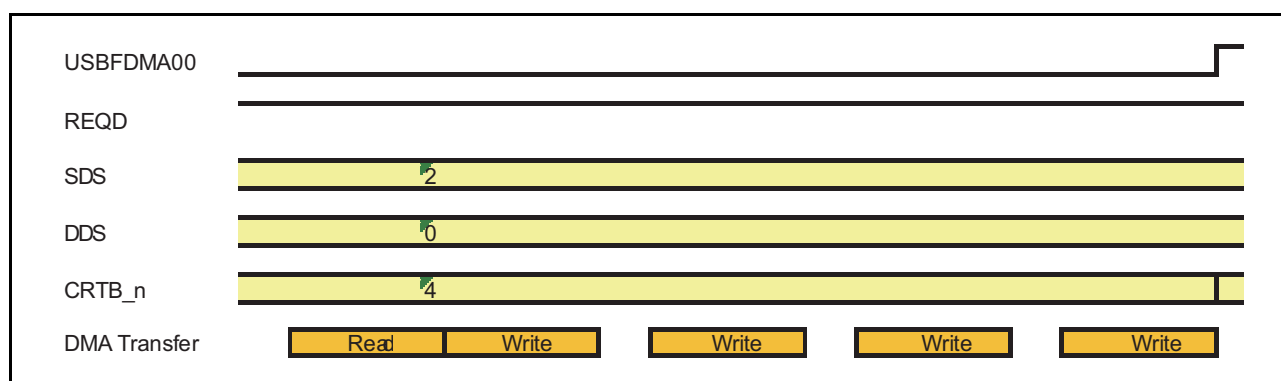 USBFDMA00
REQD
SDS 2
DDS 0
CRTB_n 4
DMA Transfer Read Write Write Write Write